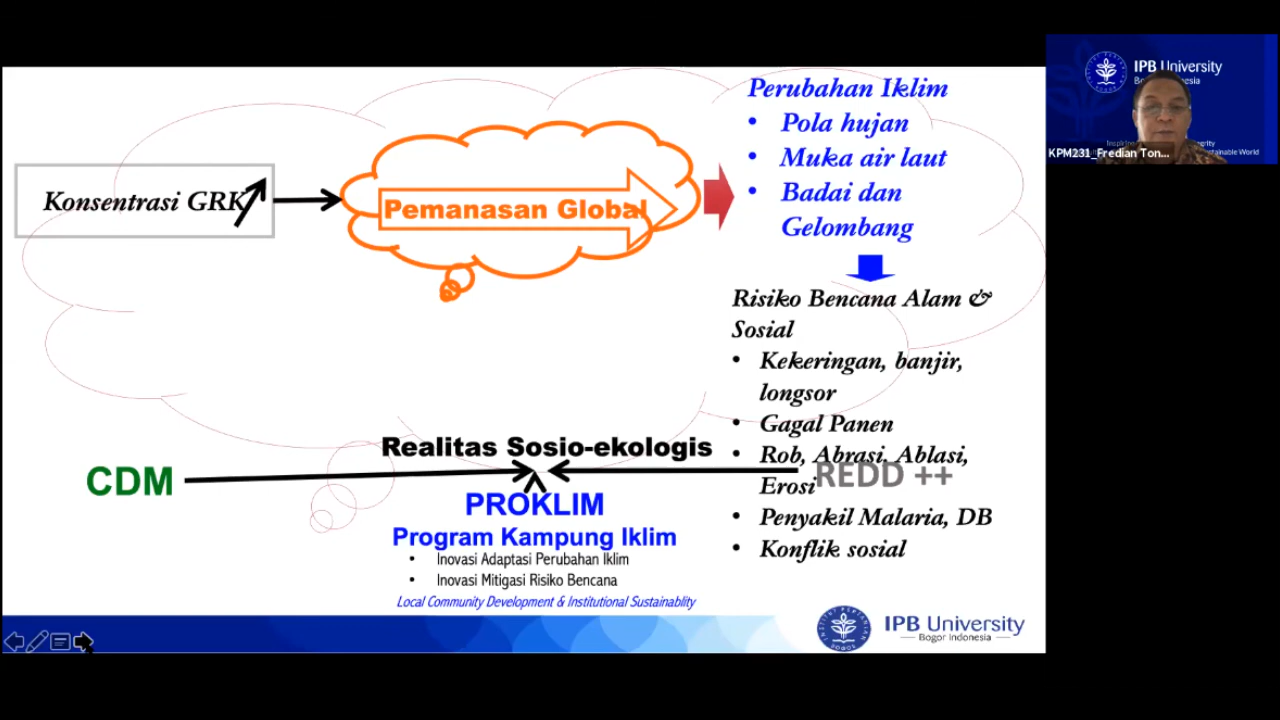 Konsentrasi GRK
Pemanasan Global
Perubahan Iklim
• Pola hujan
• Muka air laut
• Badai dan
Gelombang
Risiko Bencana Alam &
Sosial
• Kekeringan, banjir,
longsor
• Gagal Panen
• Rob, Abrasi, Ablasi,
Erosi
• Penyakil Malaria, DB
• Konflik sosial
Realitas Sosio-ekologis
CDM
REDD ++
PROKLIM
Program Kampung Iklim
• Inovasi Adaptasi Perubahan Iklim
• Inovasi Mitigasi Risiko Bencana
Local Community Development & Institutional Sustainablity
IPB University
Bogor Indonesia
IPB University
KPM231_Fredian Ton...